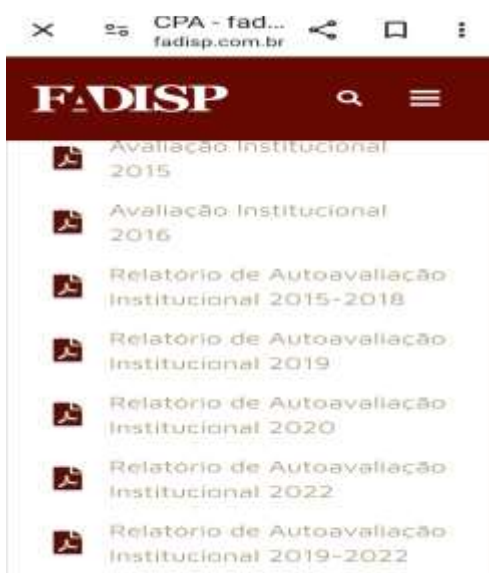 CPA - fad...
fadisp.com.br
FADISP
Avaliação Institucional
2015
Avaliação Institucional
2016
Relatório de Autoavaliação
Institucional 2015-2018
Relatório de Autoavaliação
Institucional 2019
Relatório de Autoavaliação
Institucional 2020
Relatório de Autoavaliação
Institucional 2022
Relatório de Autoavaliação
Institucional 2019-2022